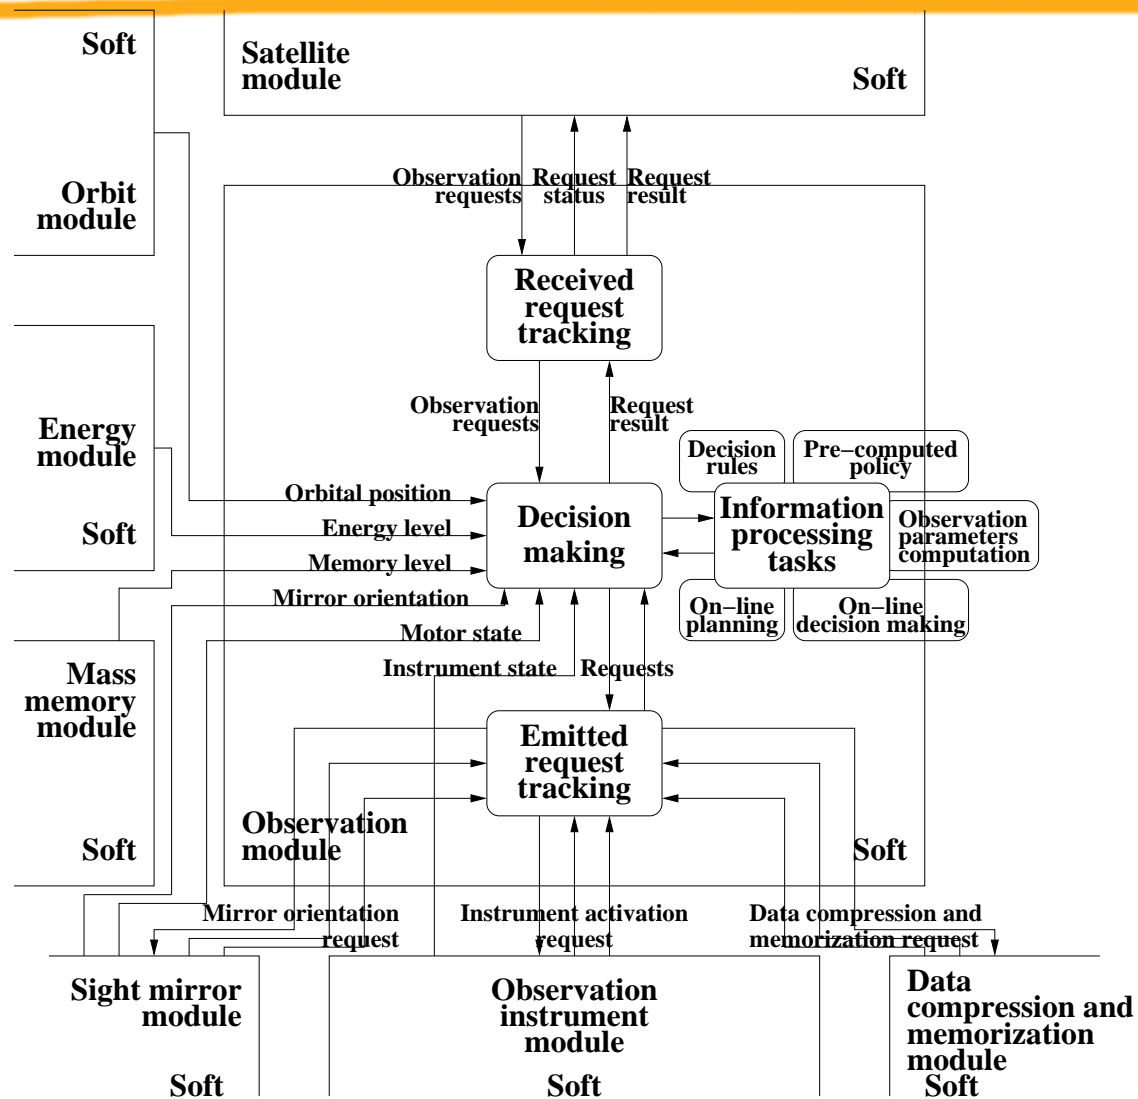 Soft
Orbit
module
Satellite
module
Soft
Observation
requests
Request
status
Request
result
Received
request
tracking
Observation
requests
Request
result
Energy
module
Soft
Orbital position
Energy level
Memory level
Mirror orientation
Motor state
Instrument state
Requests
Decision
making
Decision
rules
Pre−computed
policy
Information
processing
tasks
Observation
parameters
computation
On−line
planning
On−line
decision making
Mass
memory
module
Soft
Emitted
request
tracking
Observation
module
Soft
Mirror orientation
request
Instrument activation
request
Data compression and
memorization request
Sight mirror
module
Soft
Observation
instrument
module
Soft
Data
compression and
memorization
module
Soft